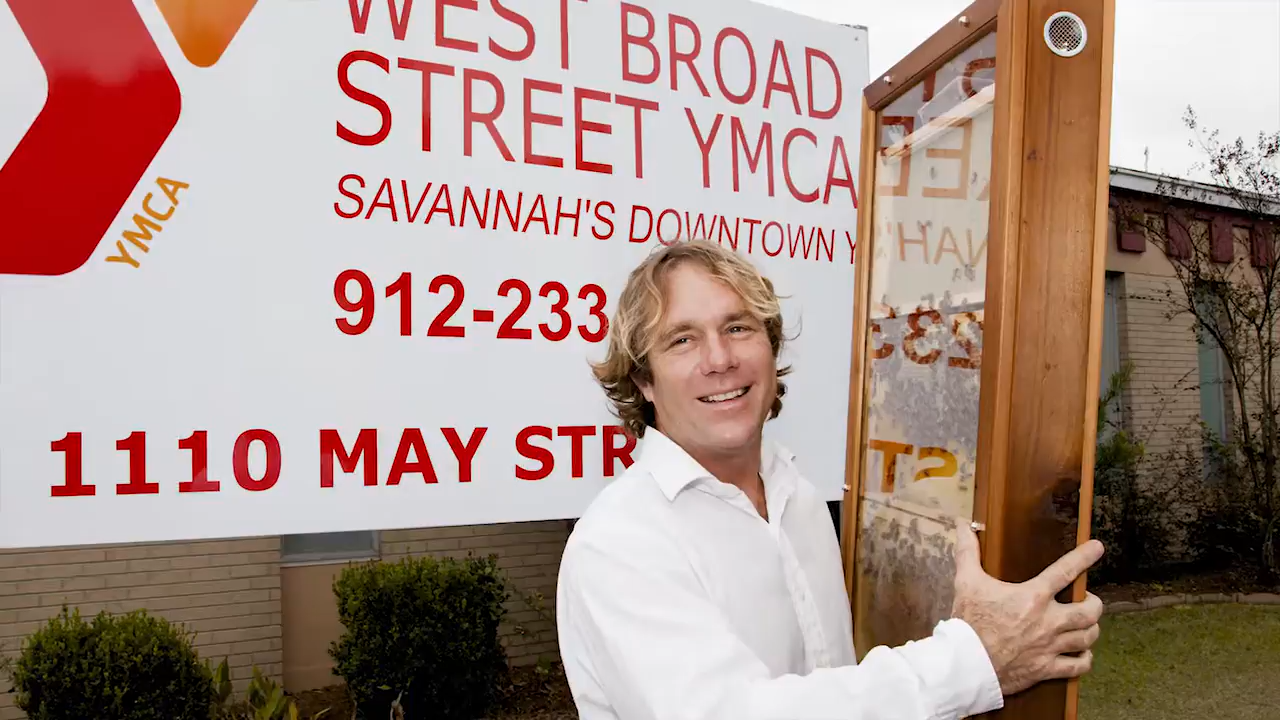 WEST BROAD
STREET YMCA
SAVANNAH'S DOWNTOWN Y
912-233
1110 MAY STR
YMCA